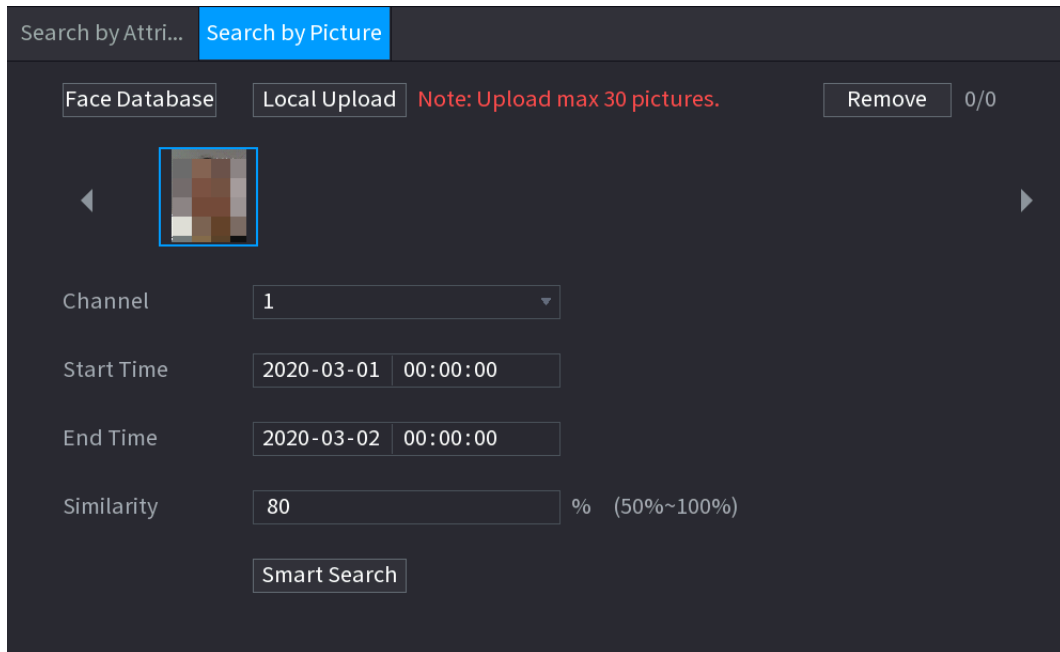 Search by Attri... Search by Picture
Face Database Local Upload Note: Upload max 30 pictures. Remove 0/0
Channel 1
Start Time 2020-03-01 00:00:00
End Time 2020-03-02 00:00:00
Similarity 80 % (50%~100%)
Smart Search